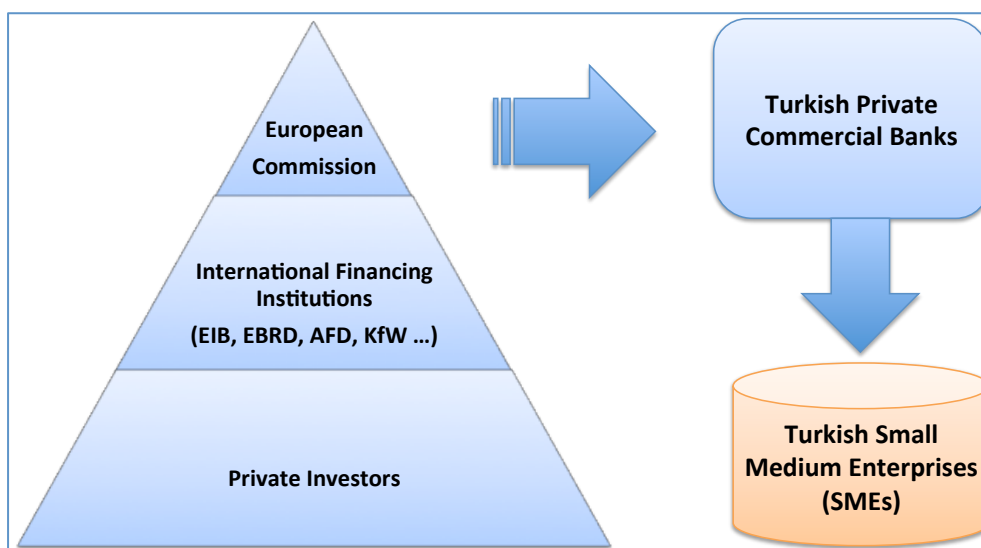 European
Commission
International Financing
Institutions
(EIB, EBRD, AFD, KfW ...)
Private Investors
Turkish Private
Commercial Banks
Turkish Small
Medium Enterprises
(SMEs)